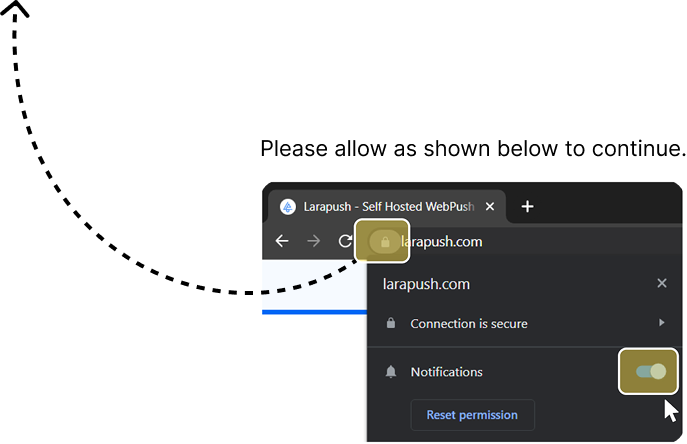 Please allow as shown below to continue.
Larapush - Self Hosted WebPush
larapush.com
larapush.com
Connection is secure
Notifications
Reset permission